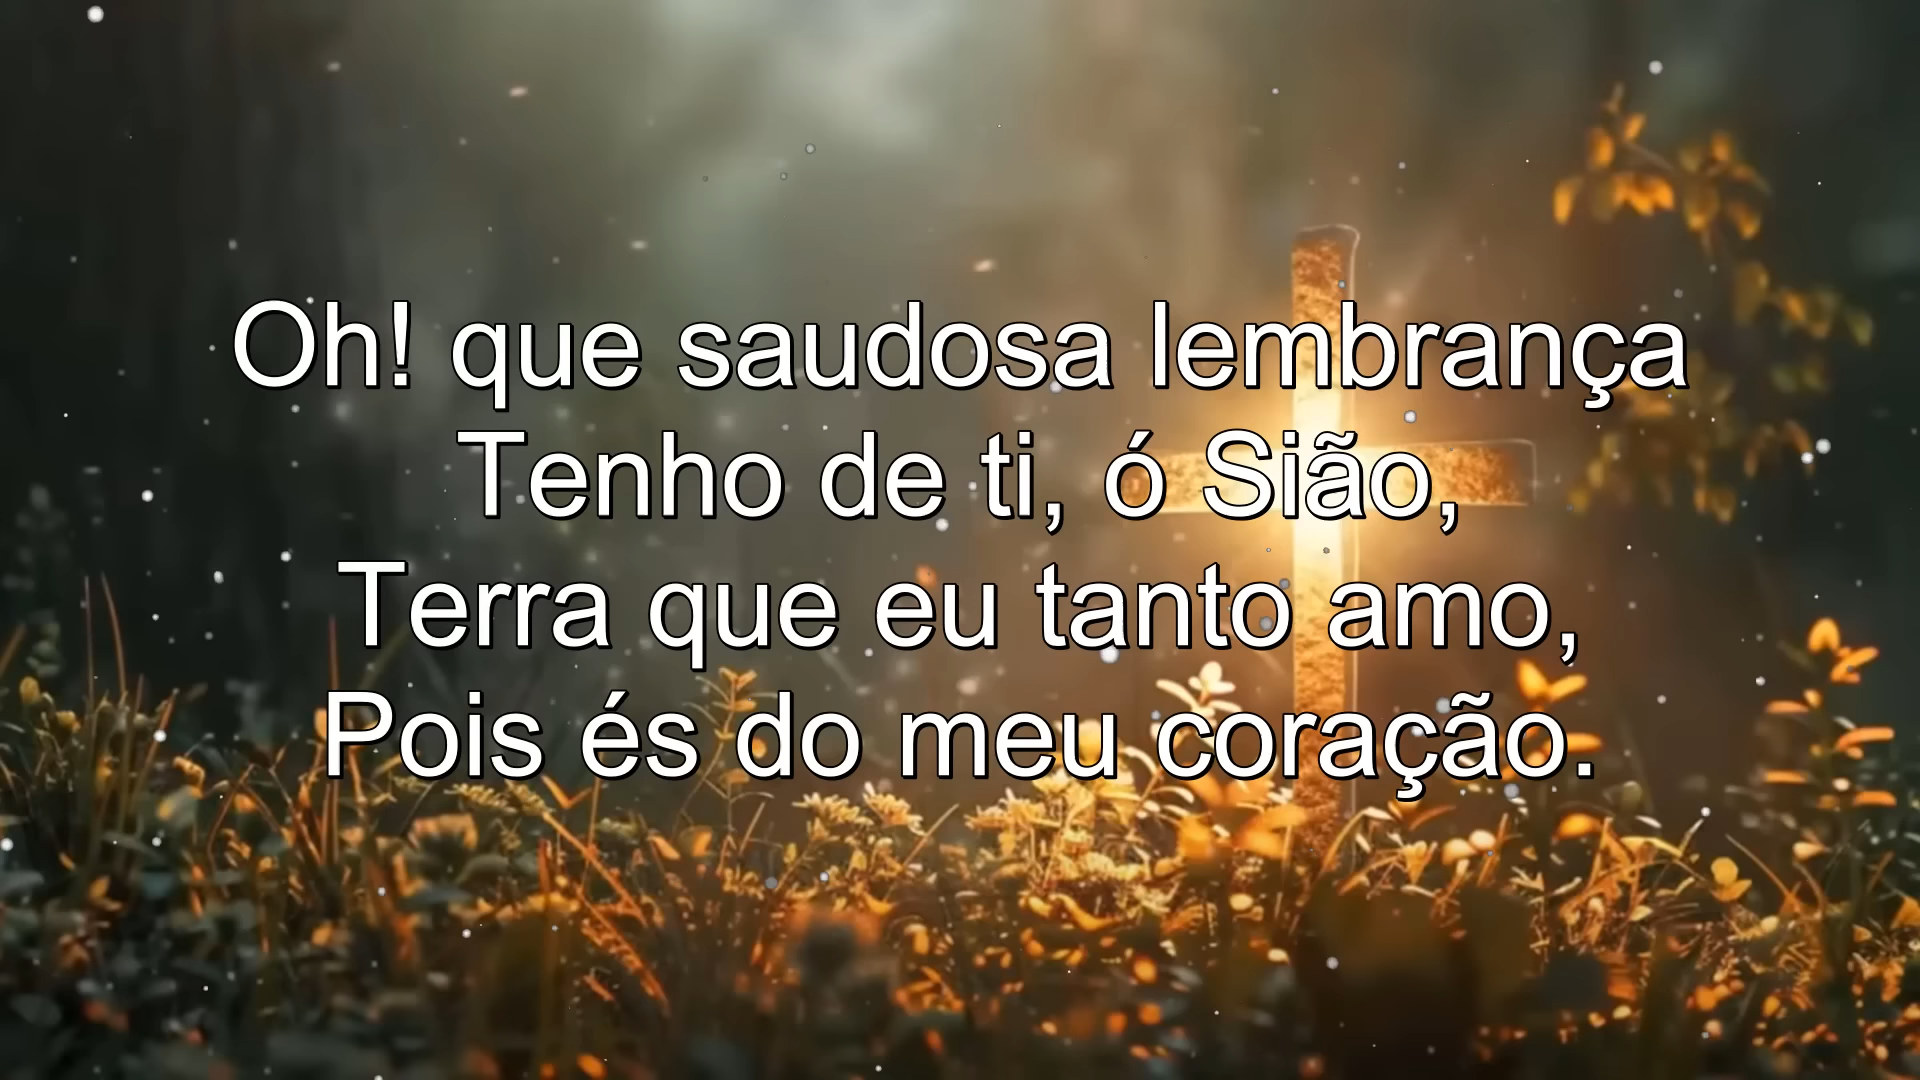 Oh! que saudosa lembrança
Tenho de ti, ó Sião,
Terra que eu tanto amo,
Pois és do meu coração.